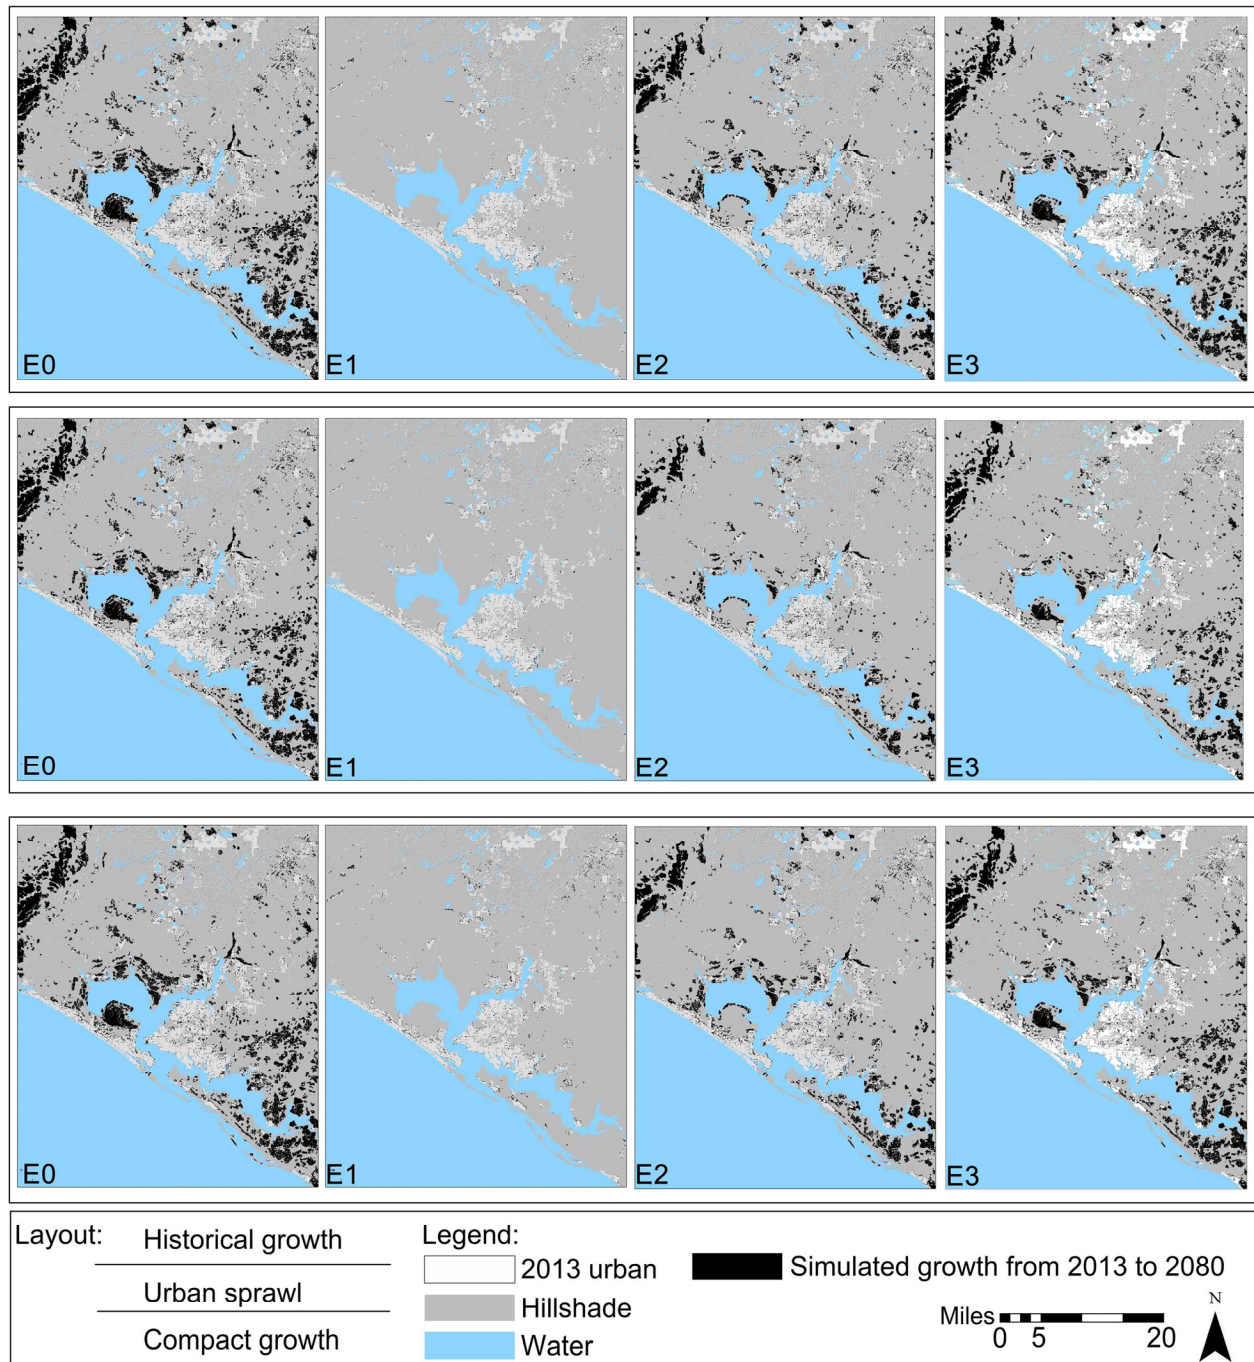 E0 E1 E2 E3
E0 E1 E2 E3
E0 E1 E2 E3
Layout:
Historical growth
Urban sprawl
Compact growth
Legend:
2013 urban
Hillshade
Water
Simulated growth from 2013 to 2080
N
Miles
0 5 20